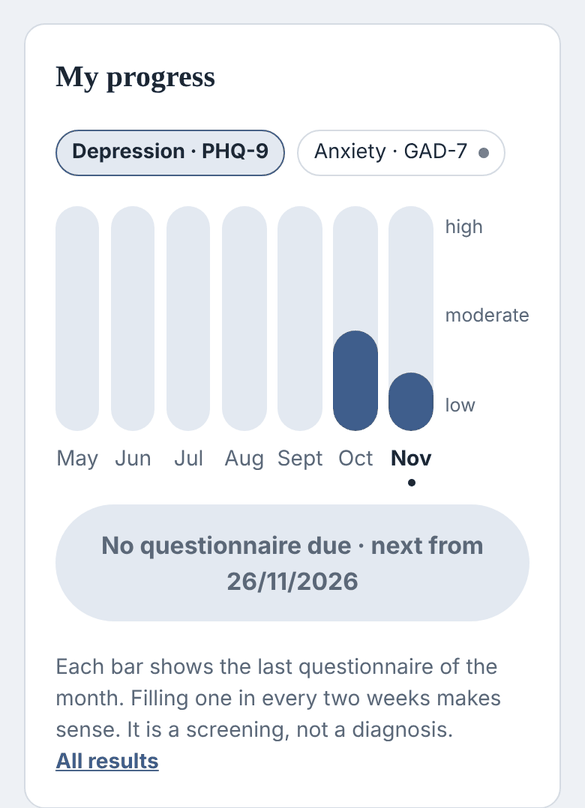 My progress
Depression · PHQ-9
Anxiety · GAD-7
high
moderate
low
May Jun Jul Aug Sept Oct Nov
No questionnaire due · next from
26/11/2026
Each bar shows the last questionnaire of the
month. Filling one in every two weeks makes
sense. It is a screening, not a diagnosis.
All results